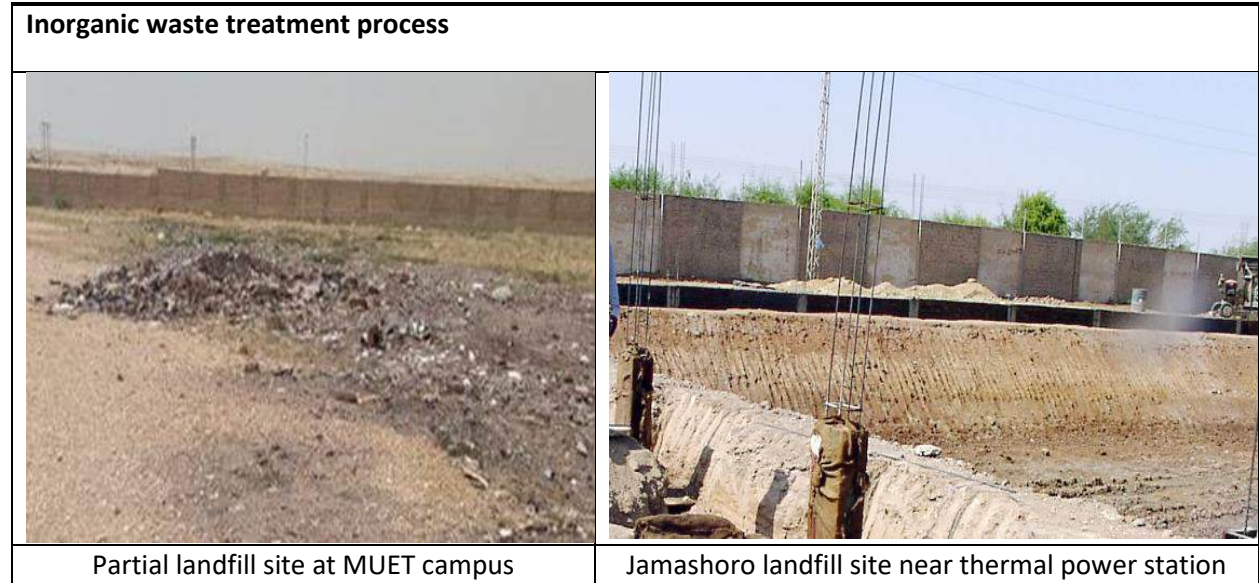 Inorganic waste treatment process
Partial landfill site at MUET campus
Jamashoro landfill site near thermal power station